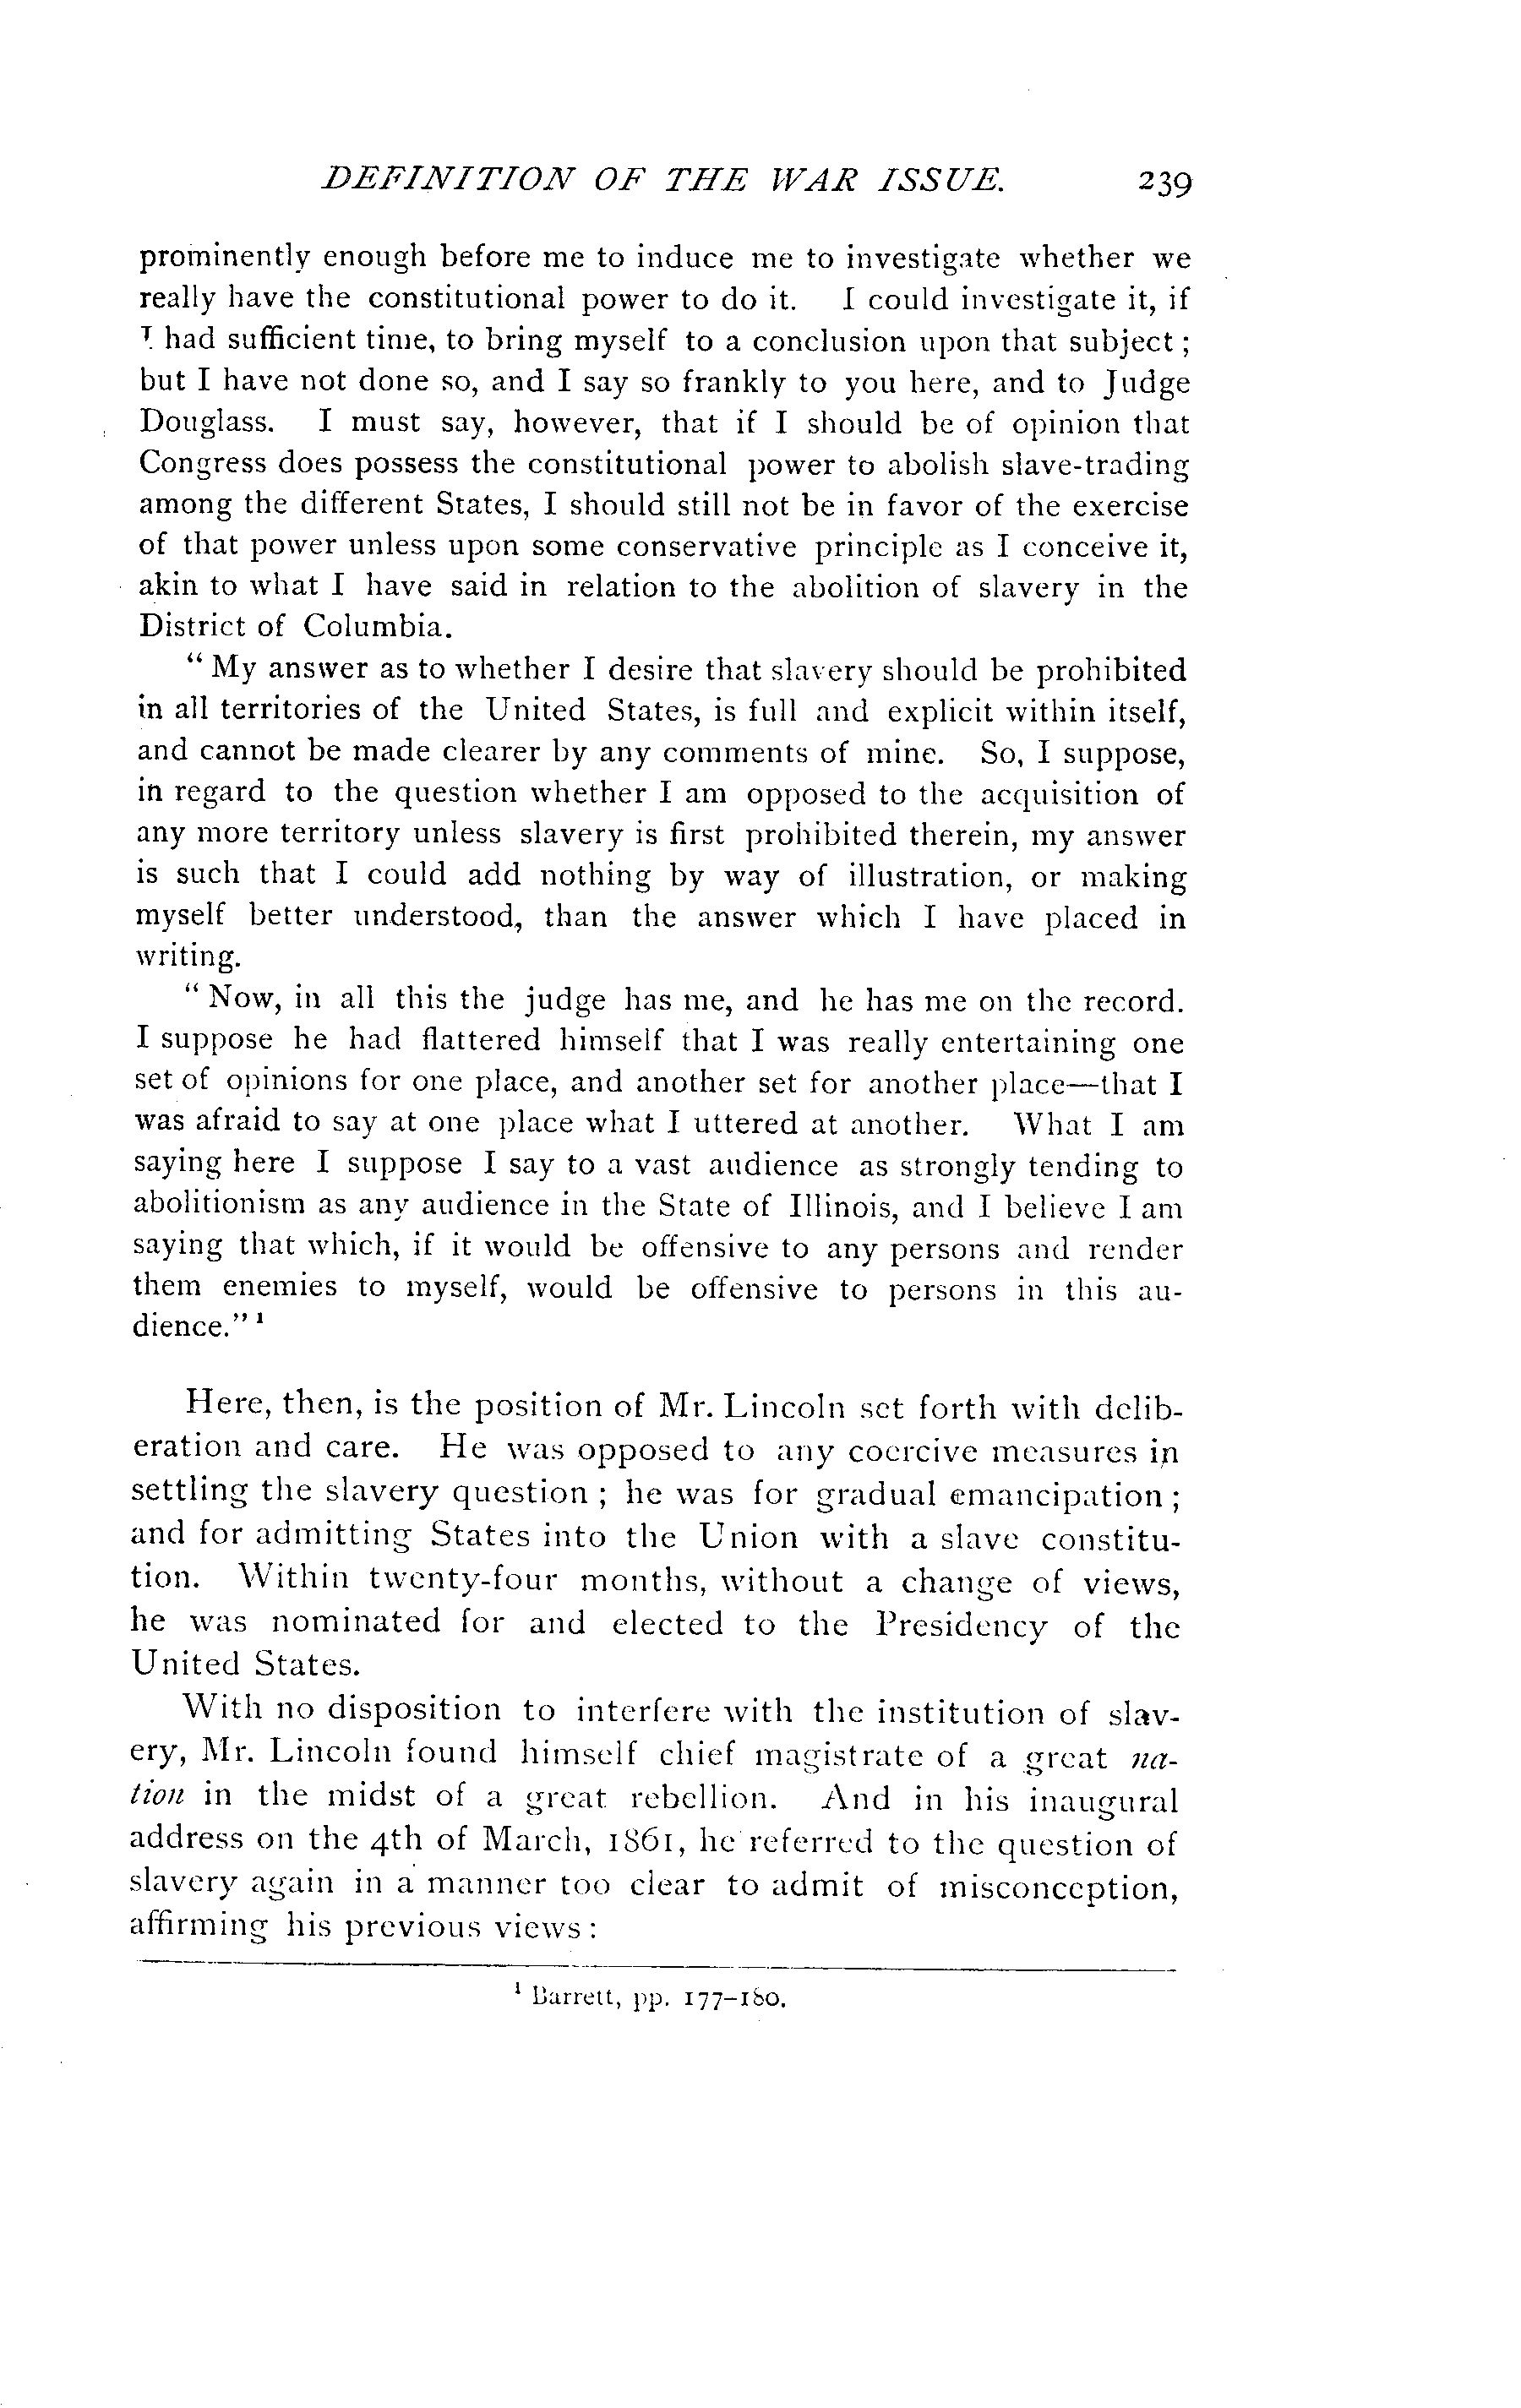 DEFINITION OF THE WAR ISSUE. 239
prominently enough before me to induce me to investigate whether we
really have the constitutional power to do it. I could investigate it, if
I had sufficient time, to bring myself to a conclusion upon that subject;
but I have not done so, and I say so frankly to you here, and to Judge
Douglass. I must say, however, that if I should be of opinion that
Congress does possess the constitutional power to abolish slave-trading
among the different States, I should still not be in favor of the exercise
of that power unless upon some conservative principle as I conceive it,
akin to what I have said in relation to the abolition of slavery in the
District of Columbia.
"My answer as to whether I desire that slavery should be prohibited
in all territories of the United States, is full and explicit within itself,
and cannot be made clearer by any comments of mine. So, I suppose,
in regard to the question whether I am opposed to the acquisition of
any more territory unless slavery is first prohibited therein, my answer
is such that I could add nothing by way of illustration, or making
myself better understood, than the answer which I have placed in
writing.
"Now, in all this the judge has me, and he has me on the record.
I suppose he had flattered himself that I was really entertaining one
set of opinions for one place, and another set for another place—that I
was afraid to say at one place what I uttered at another. What I am
saying here I suppose I say to a vast audience as strongly tending to
abolitionism as any audience in the State of Illinois, and I believe I am
saying that which, if it would be offensive to any persons and render
them enemies to myself, would be offensive to persons in this au-
dience." ¹
Here, then, is the position of Mr. Lincoln set forth with delib-
eration and care. He was opposed to any coercive measures in
settling the slavery question; he was for gradual emancipation;
and for admitting States into the Union with a slave constitu-
tion. Within twenty-four months, without a change of views,
he was nominated for and elected to the Presidency of the
United States.
With no disposition to interfere with the institution of slav-
ery, Mr. Lincoln found himself chief magistrate of a great na-
tion in the midst of a great rebellion. And in his inaugural
address on the 4th of March, 1861, he referred to the question of
slavery again in a manner too clear to admit of misconception,
affirming his previous views:
¹ Barrett, pp. 177-180.